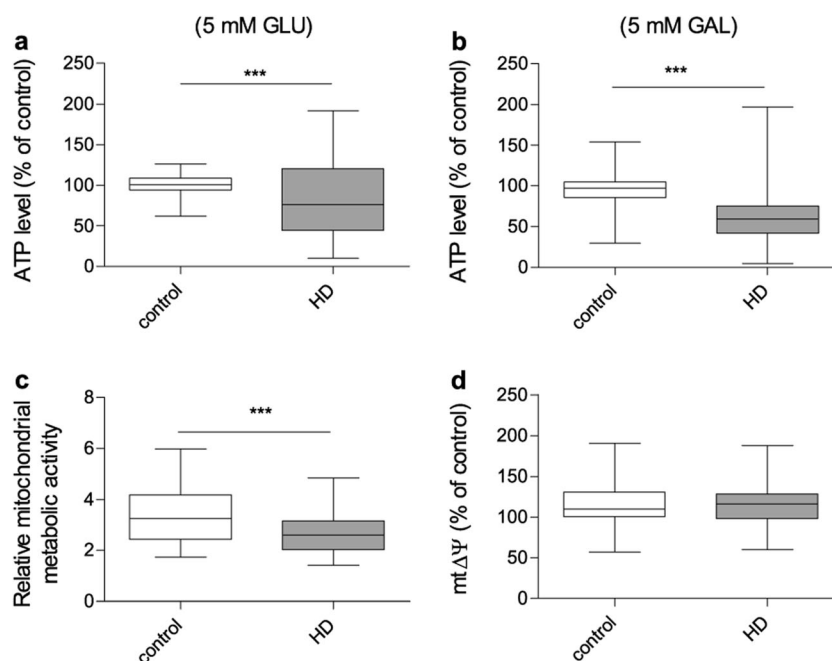 a
(5 mM GLU)
ATP level (% of control)
250
200
150
100
50
0
***
control
HD
b
(5 mM GAL)
ATP level (% of control)
250
200
150
100
50
0
***
control
HD
c
Relative mitochondrial
metabolic activity
8
6
4
2
0
***
control
HD
d
mtΔΨ (% of control)
250
200
150
100
50
0
control
HD